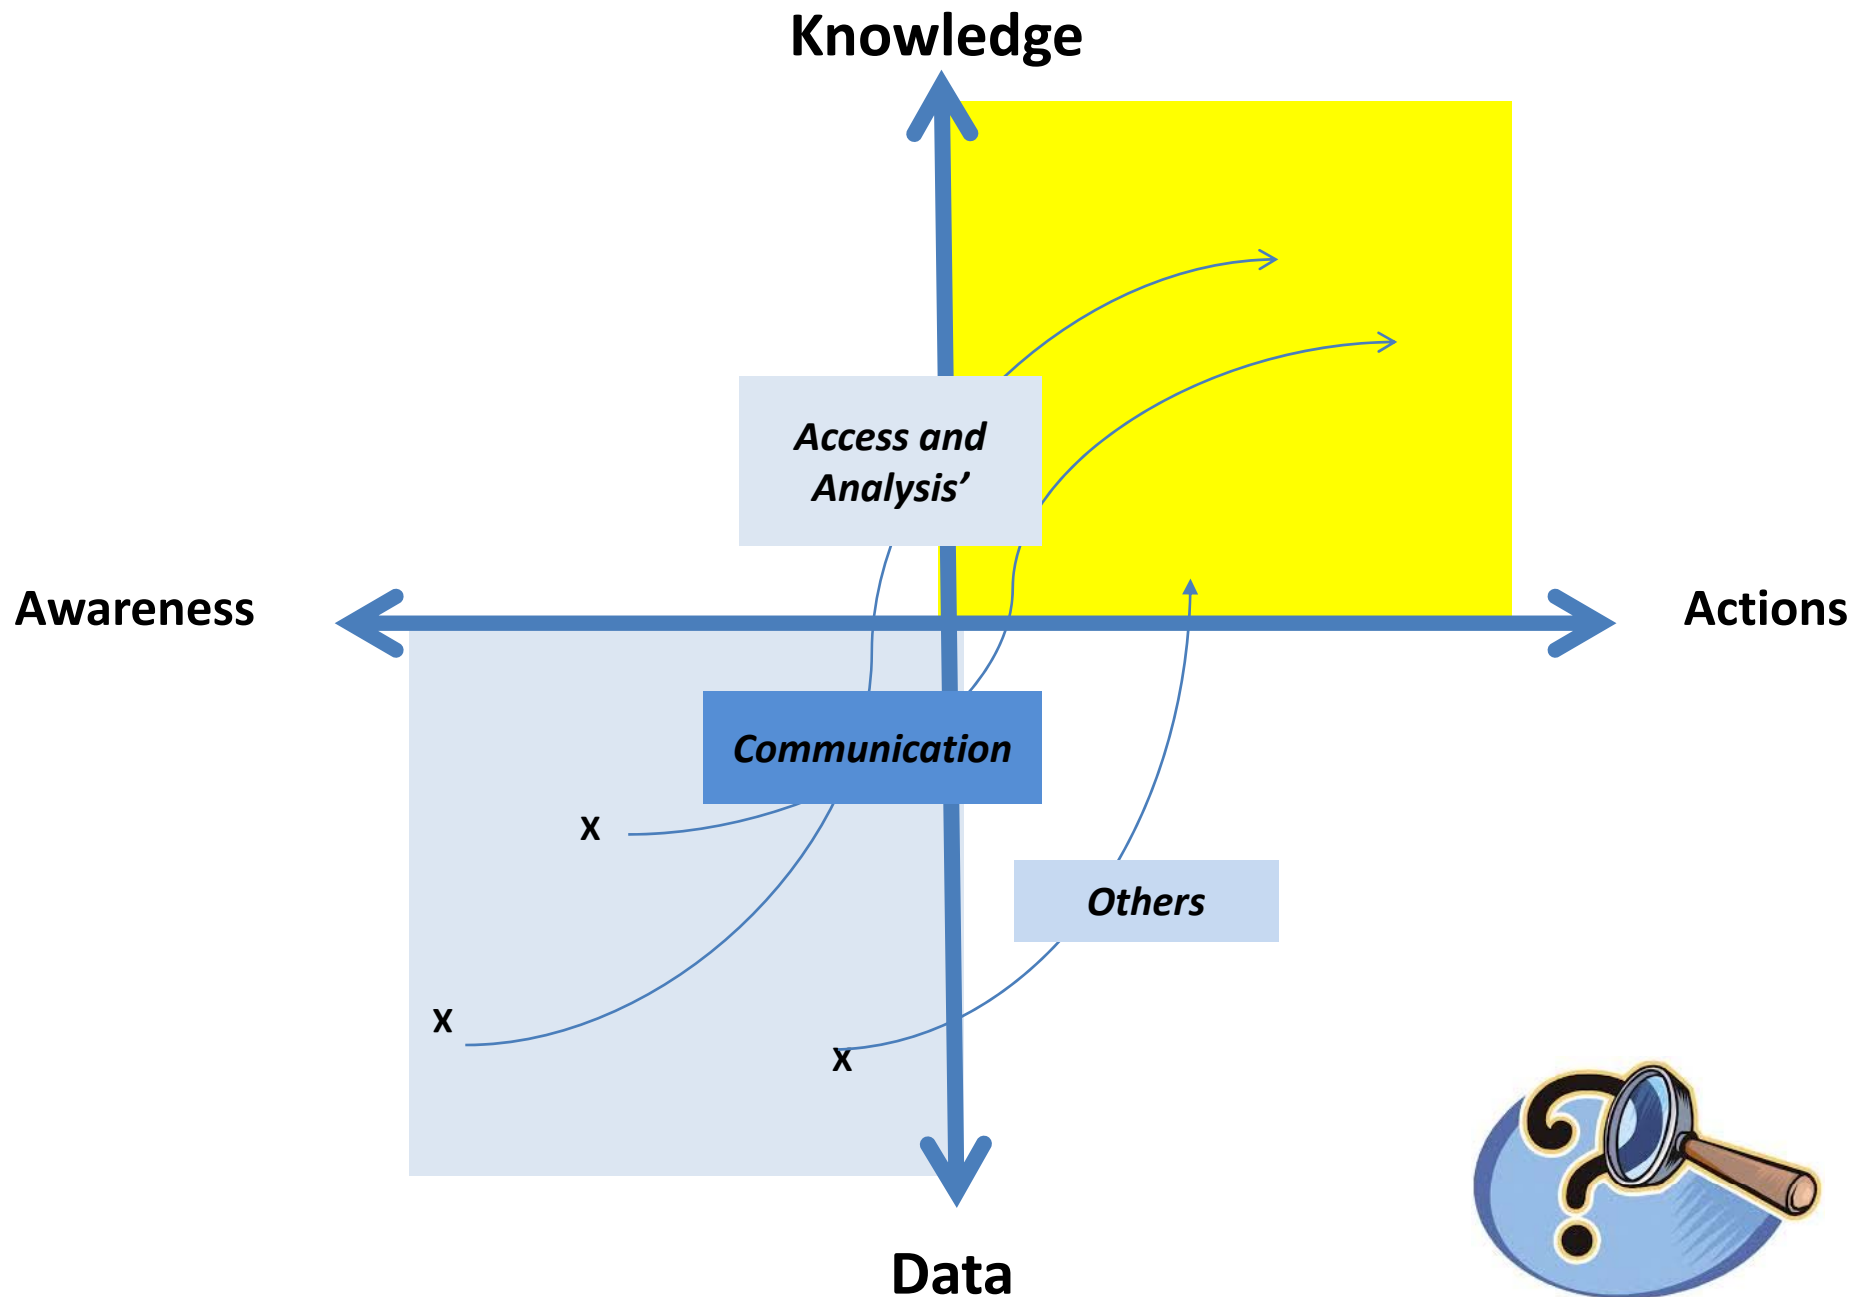 Knowledge
Access and
Analysis’
Awareness
Actions
Communication
X
Others
X
X
Data